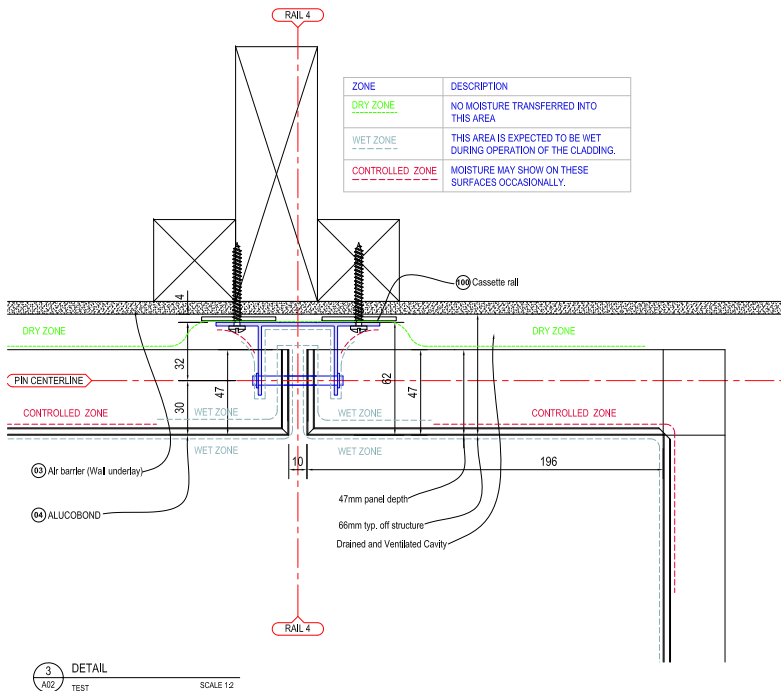 RAIL 4
ZONE DESCRIPTION
DRY ZONE NO MOISTURE TRANSFERRED INTO
THIS AREA
WET ZONE THIS AREA IS EXPECTED TO BE WET
DURING OPERATION OF THE CLADDING.
CONTROLLED ZONE MOISTURE MAY SHOW ON THESE
SURFACES OCCASIONALLY.
100 Cassette rail
4
DRY ZONE
DRY ZONE
32
47
62
47
PIN CENTERLINE
30
CONTROLLED ZONE
WET ZONE
WET ZONE
CONTROLLED ZONE
WET ZONE
WET ZONE
10
196
03 Air barrier (Wall underlay)
04 ALUCOBOND
47mm panel depth
66mm typ. off structure
Drained and Ventilated Cavity
RAIL 4
3 DETAIL
A02 TEST SCALE 1:2